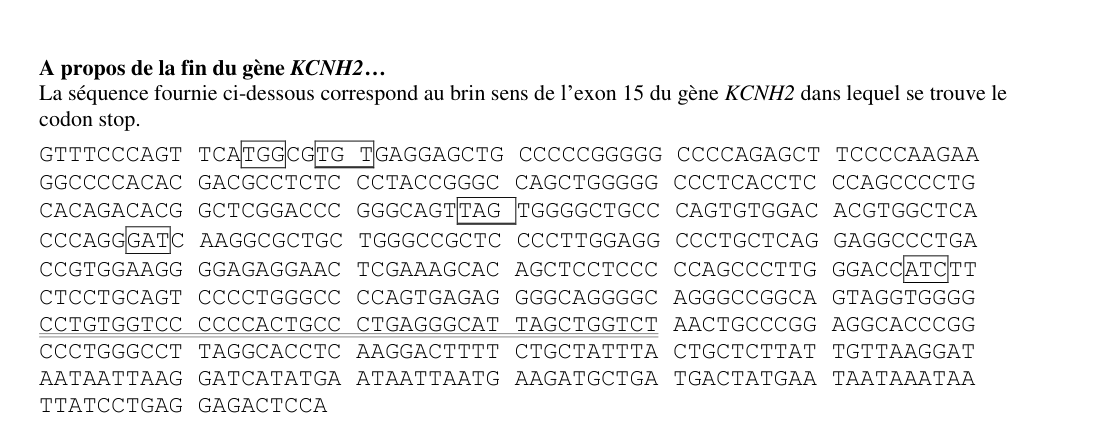 A propos de la fin du gène KCNH2…
La séquence fournie ci-dessous correspond au brin sens de l'exon 15 du gène KCNH2 dans lequel se trouve le
codon stop.
GTTTCCCAGT TCATGGCGTG TGAGGAGCTG CCCCCGGGGG CCCCAGAGCT TCCCCAAGAA
GGCCCCACAC GACGCCTCTC CCTACCGGGC CAGCTGGGGG CCCTCACCTC CCAGCCCCTG
CACAGACACG GCTCGGACCC GGGCAGTTAG TGGGGCTGCC CAGTGTGGAC ACGTGGCTCA
CCCAGGGATC AAGGCGCTGC TGGGCCGCTC CCCTTGGAGG CCCTGCTCAG GAGGCCCTGA
CCGTGGAAGG GGAGAGGAAC TCGAAAGCAC AGCTCCTCCC CCAGCCCTTG GGACCATCTT
CTCCTGCAGT CCCCTGGGCC CCAGTGAGAG GGGCAGGGGC AGGGCCGGCA GTAGGTGGGG
CCTGTGGTCC CCCCACTGCC CTGAGGGCAT TAGCTGGTCT AACTGCCCGG AGGCACCCGG
CCCTGGGCCT TAGGCACCTC AAGGACTTTT CTGCTATTTA CTGCTCTTAT TGTTAAGGAT
AATAATTAAG GATCATATGA ATAATTAATG AAGATGCTGA TGACTATGAA TAATAAATAA
TTATCCTGAG GAGACTCCA